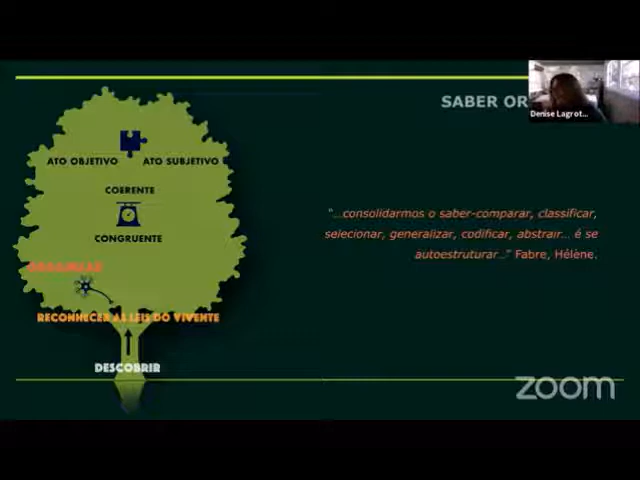 SABER OR
Denise Lagrot...
ATO OBJETIVO ATO SUBJETIVO
COERENTE
CONGRUENTE
"...consolidarmos o saber-comparar, classificar,
selecionar, generalizar, codificar, abstrair... é se
autoestruturar..." Fabre, Hélène.
ORGANIZAR
RECONHECER AS LEIS DO VIVENTE
DESCOBRIR
zoom